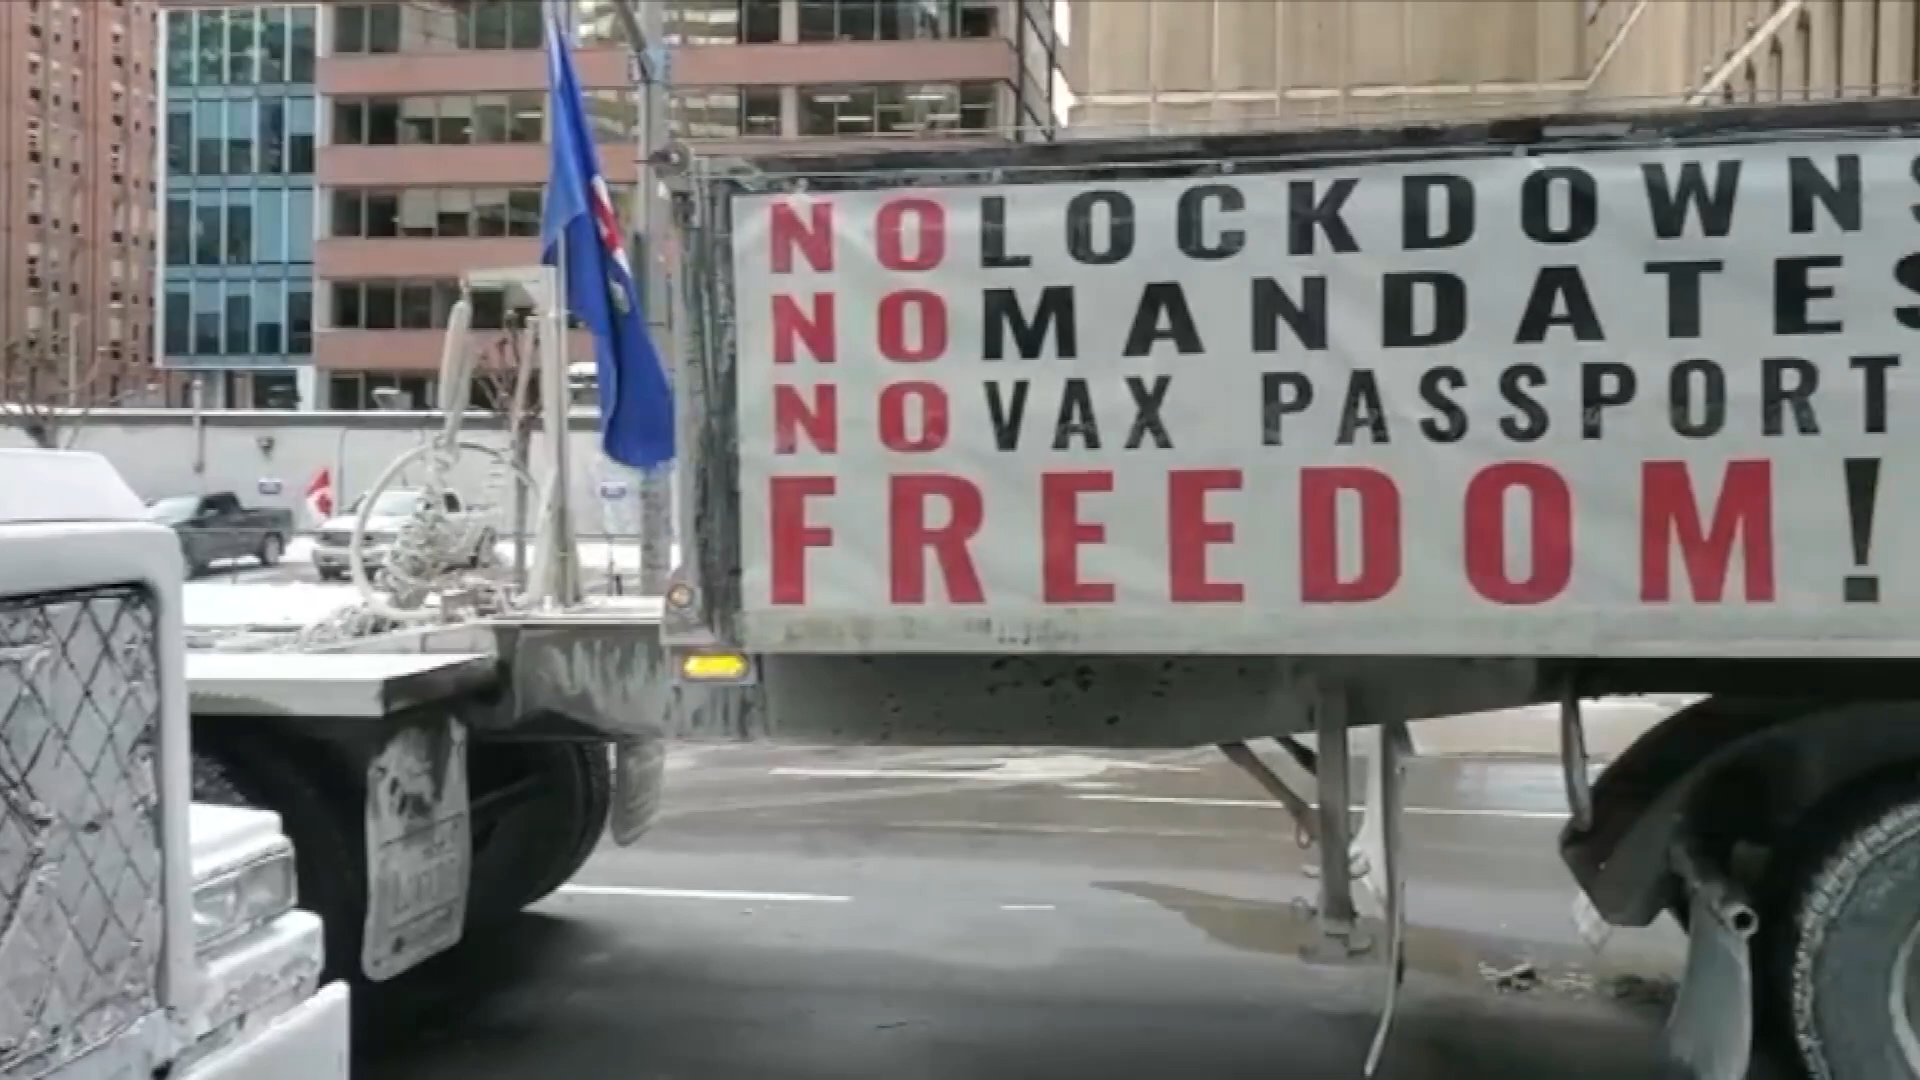 NO LOCKDOWNS
NO MANDATES
NO VAX PASSPORT
FREEDOM!